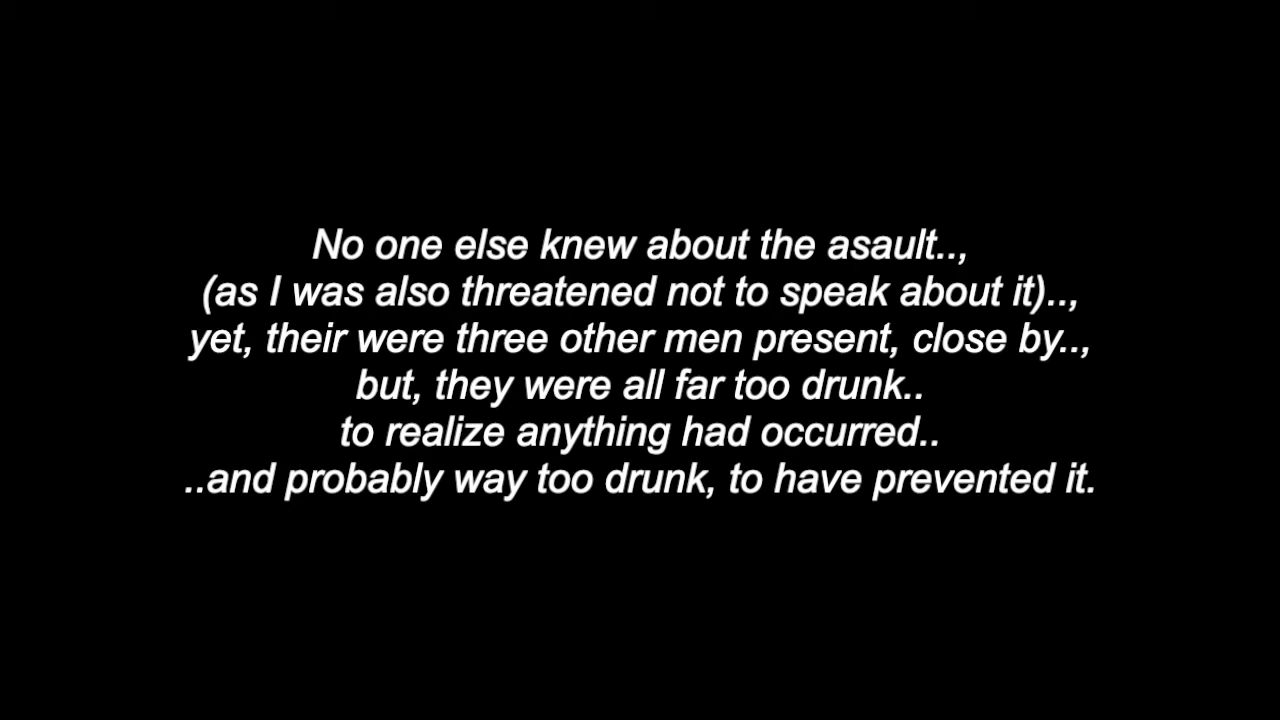 No one else knew about the asault..,
(as I was also threatened not to speak about it)..,
yet, their were three other men present, close by..,
but, they were all far too drunk..
to realize anything had occurred..
..and probably way too drunk, to have prevented it.